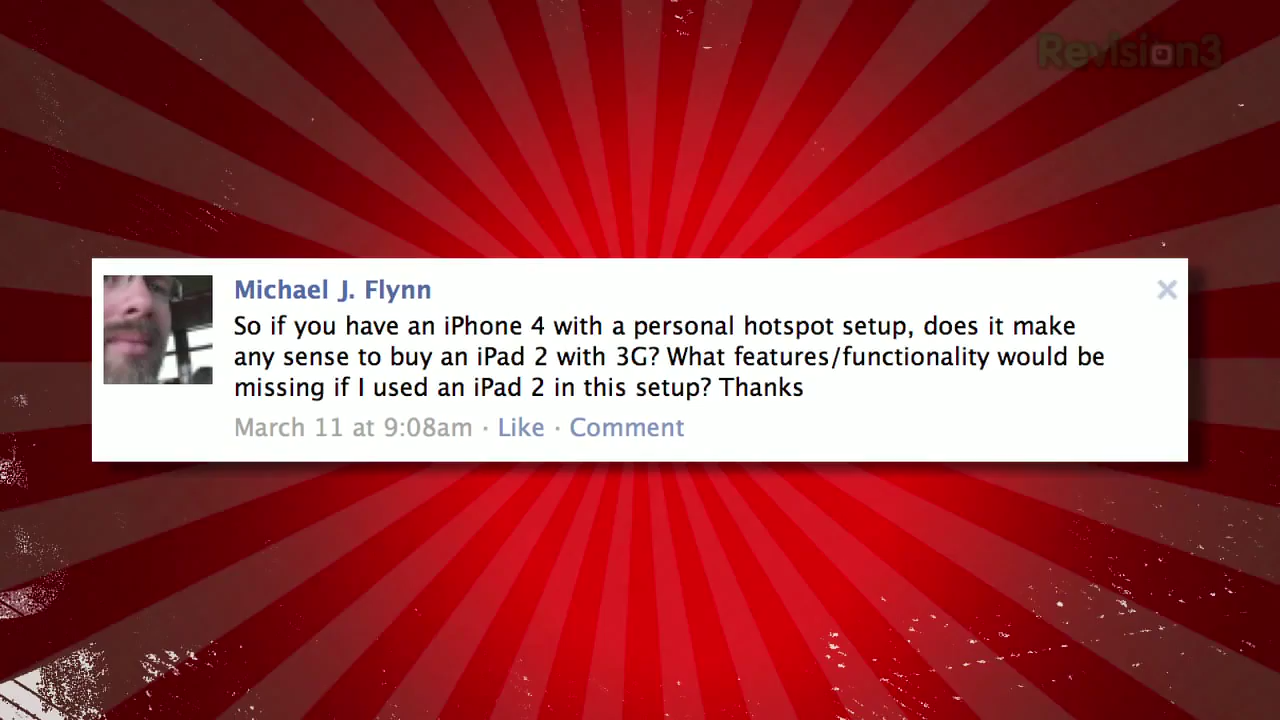 Revision3
Michael J. Flynn
So if you have an iPhone 4 with a personal hotspot setup, does it make
any sense to buy an iPad 2 with 3G? What features/functionality would be
missing if I used an iPad 2 in this setup? Thanks
March 11 at 9:08am · Like · Comment